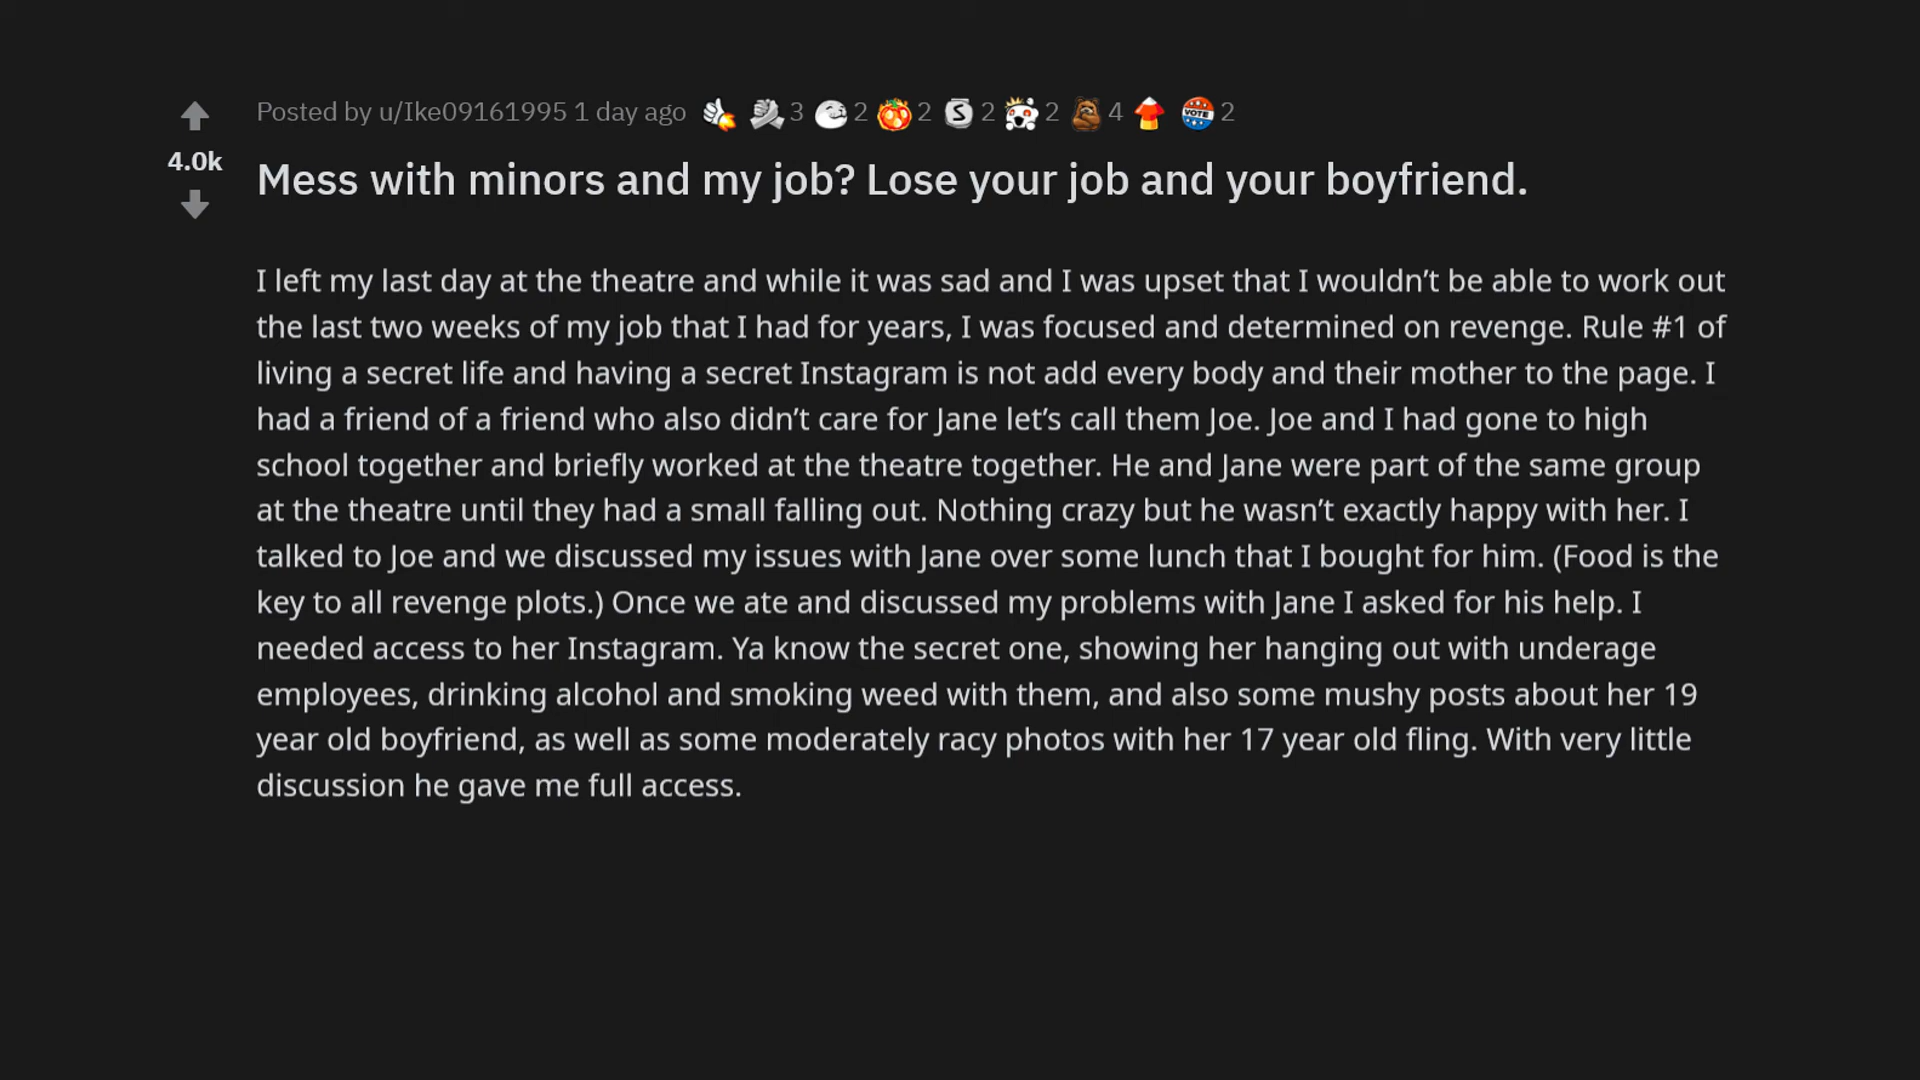 Posted by u/Ike09161995 1 day ago 3 2 2 S 2 2 4 VOTE 2
4.0k
Mess with minors and my job? Lose your job and your boyfriend.
I left my last day at the theatre and while it was sad and I was upset that I wouldn’t be able to work out
the last two weeks of my job that I had for years, I was focused and determined on revenge. Rule #1 of
living a secret life and having a secret Instagram is not add every body and their mother to the page. I
had a friend of a friend who also didn’t care for Jane let’s call them Joe. Joe and I had gone to high
school together and briefly worked at the theatre together. He and Jane were part of the same group
at the theatre until they had a small falling out. Nothing crazy but he wasn’t exactly happy with her. I
talked to Joe and we discussed my issues with Jane over some lunch that I bought for him. (Food is the
key to all revenge plots.) Once we ate and discussed my problems with Jane I asked for his help. I
needed access to her Instagram. Ya know the secret one, showing her hanging out with underage
employees, drinking alcohol and smoking weed with them, and also some mushy posts about her 19
year old boyfriend, as well as some moderately racy photos with her 17 year old fling. With very little
discussion he gave me full access.